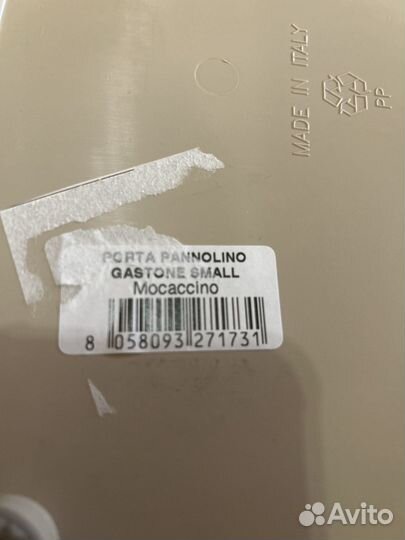 MADE IN ITALY
PP
PORTA PANNOLINO
GASTONE SMALL
Mocaccino
8 058093 271731
Avito